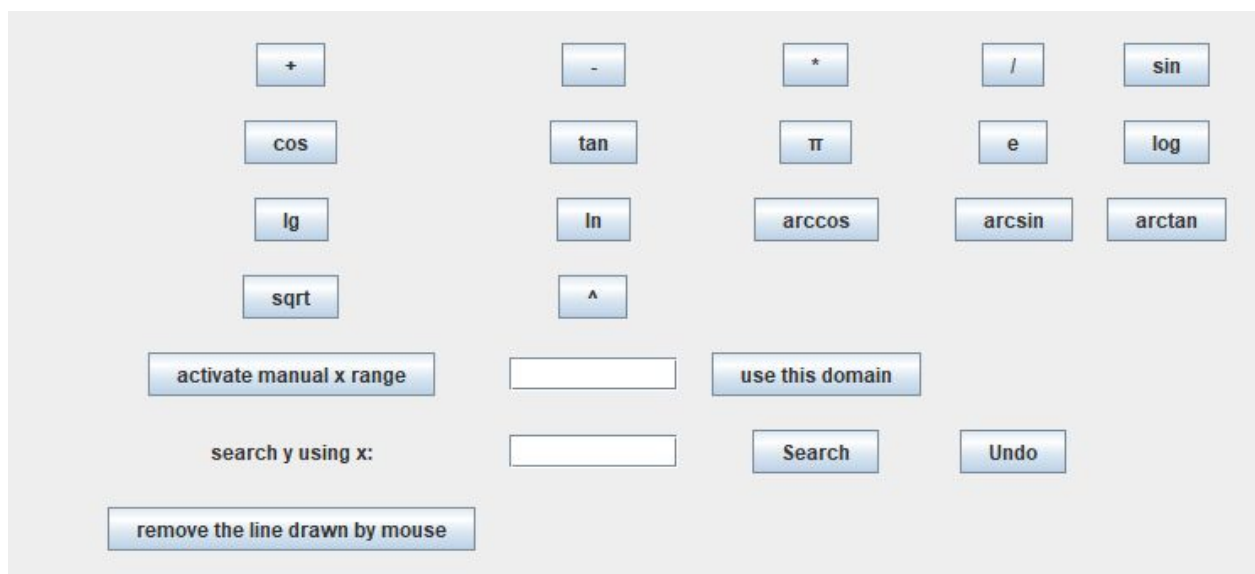 + - * / sin
cos tan π e log
lg ln arccos arcsin arctan
sqrt ^
activate manual x range use this domain
search y using x: Search Undo
remove the line drawn by mouse